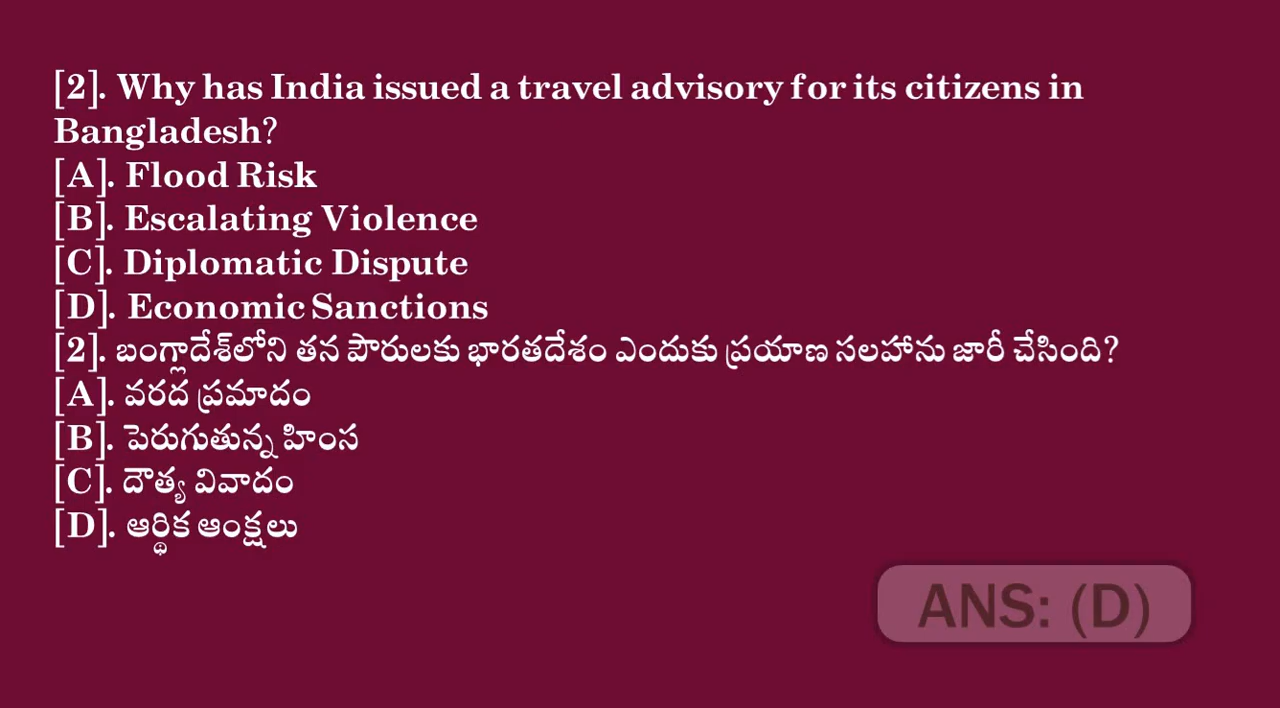 [2]. Why has India issued a travel advisory for its citizens in
Bangladesh?
[A]. Flood Risk
[B]. Escalating Violence
[C]. Diplomatic Dispute
[D]. Economic Sanctions
[2]. బంగ్లాదేశ్‌లోని తన పౌరులకు భారతదేశం ఎందుకు ప్రయాణ సలహాను జారీ చేసింది?
[A]. వరద ప్రమాదం
[B]. పెరుగుతున్న హింస
[C]. దౌత్య వివాదం
[D]. ఆర్థిక ఆంక్షలు
ANS: (D)